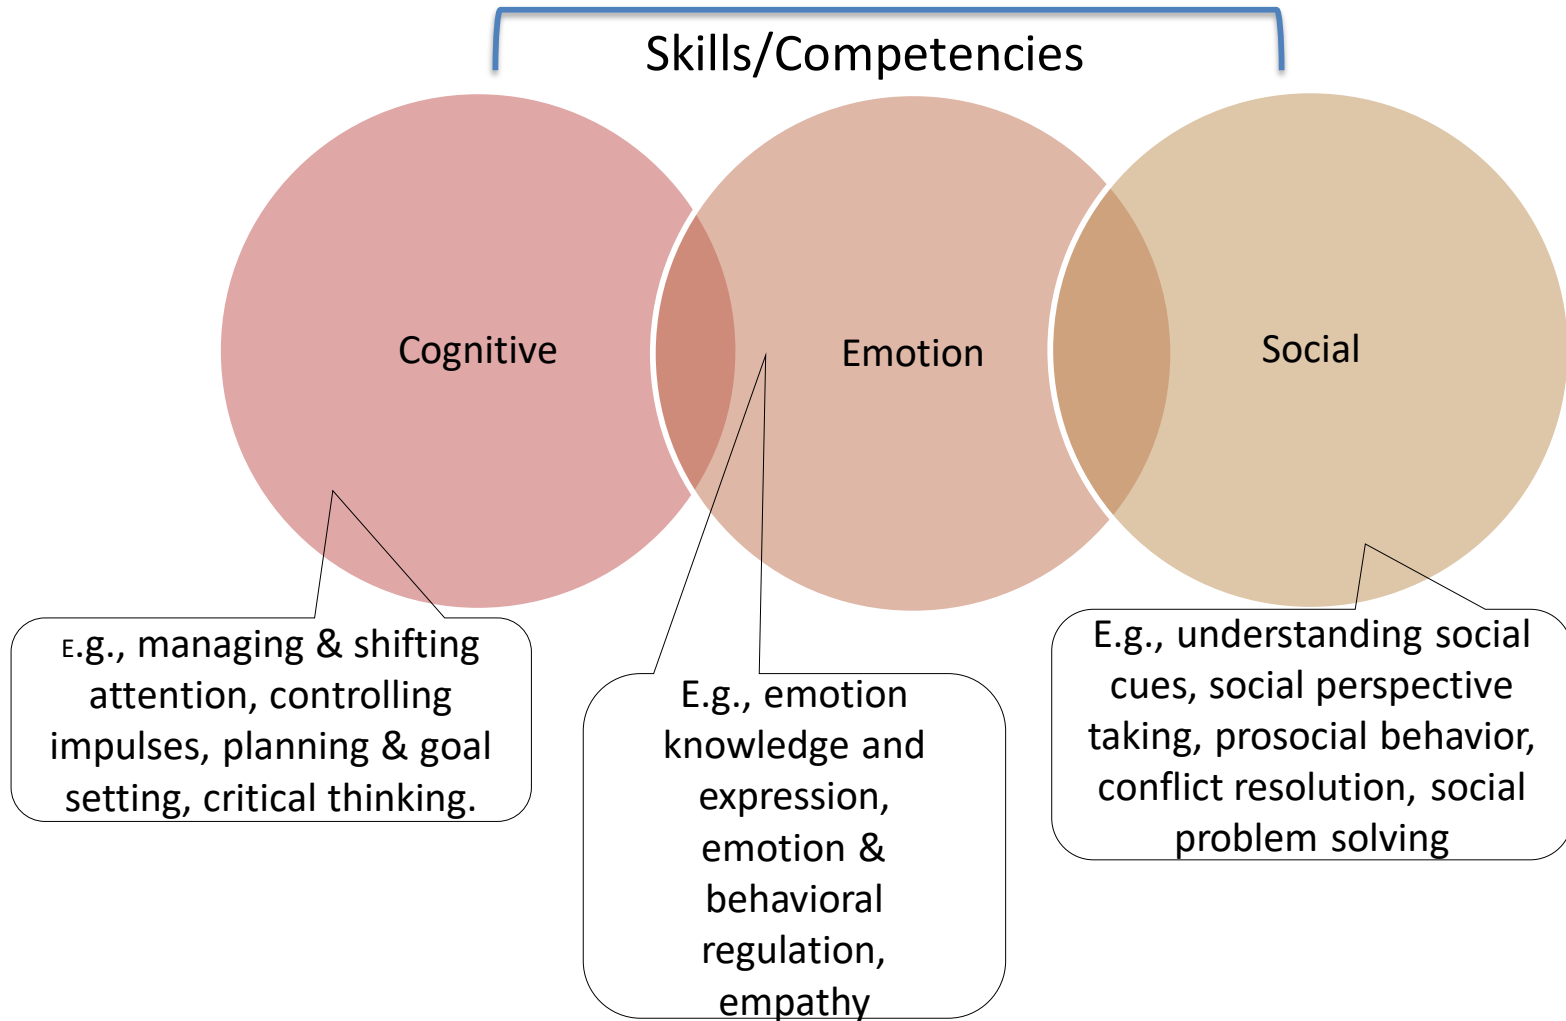 Skills/Competencies
Cognitive
Emotion
Social
E.g., managing & shifting
attention, controlling
impulses, planning & goal
setting, critical thinking.
E.g., emotion
knowledge and
expression,
emotion &
behavioral
regulation,
empathy
E.g., understanding social
cues, social perspective
taking, prosocial behavior,
conflict resolution, social
problem solving